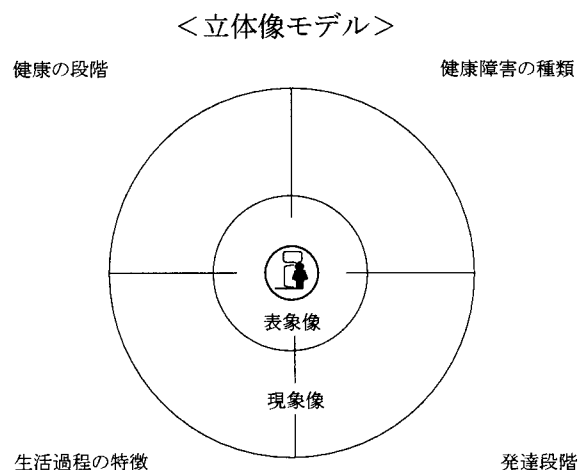 ＜立体像モデル＞
健康の段階
健康障害の種類
表象像
現象像
生活過程の特徴
発達段階